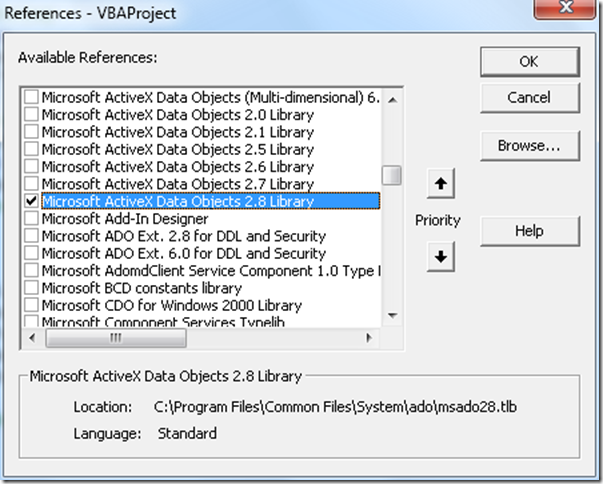 References - VBAProject
Available References:
Microsoft ActiveX Data Objects (Multi-dimensional) 6.
Microsoft ActiveX Data Objects 2.0 Library
Microsoft ActiveX Data Objects 2.1 Library
Microsoft ActiveX Data Objects 2.5 Library
Microsoft ActiveX Data Objects 2.6 Library
Microsoft ActiveX Data Objects 2.7 Library
Microsoft ActiveX Data Objects 2.8 Library
Microsoft Add-In Designer
Microsoft ADO Ext. 2.8 for DDL and Security
Microsoft ADO Ext. 6.0 for DDL and Security
Microsoft AdomdClient Service Component 1.0 Type
Microsoft BCD constants library
Microsoft CDO for Windows 2000 Library
Microsoft Component Services Typelib
OK
Cancel
Browse...
Priority
Help
Microsoft ActiveX Data Objects 2.8 Library
Location: C:\Program Files\Common Files\System\ado\msado28.tlb
Language: Standard